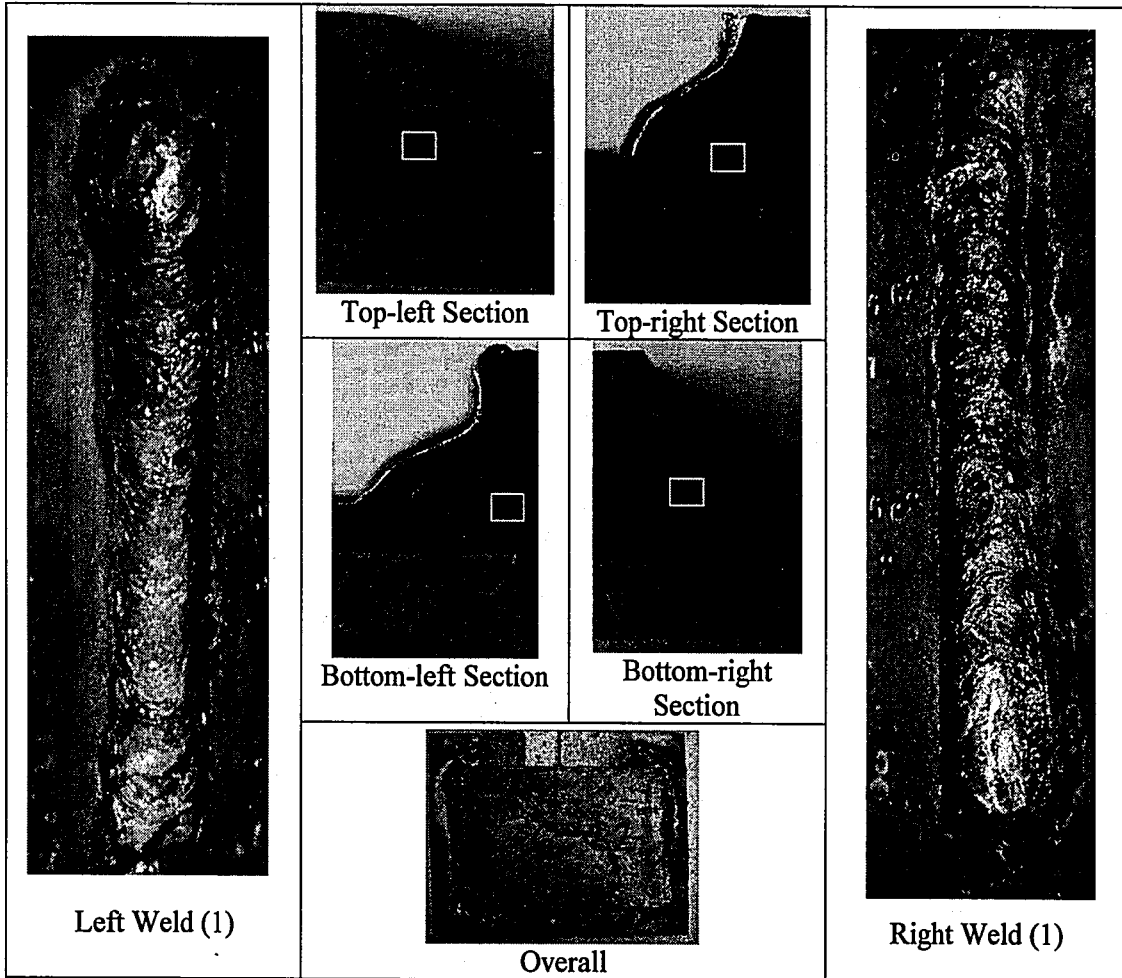 Top-left Section
Top-right Section
Bottom-left Section
Bottom-right
Section
Left Weld (1)
Overall
Right Weld (1)